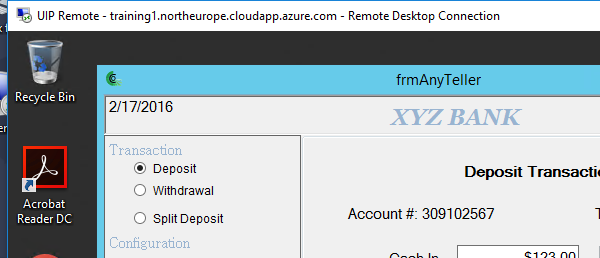 UIP Remote - training1.northeurope.cloudapp.azure.com - Remote Desktop Connection
Recycle Bin
frmAnyTeller
2/17/2016
XYZ BANK
Transaction
Deposit
Withdrawal
Split Deposit
Configuration
Acrobat
Reader DC
Deposit Transacti
Account #: 309102567
Cash In
$123.00